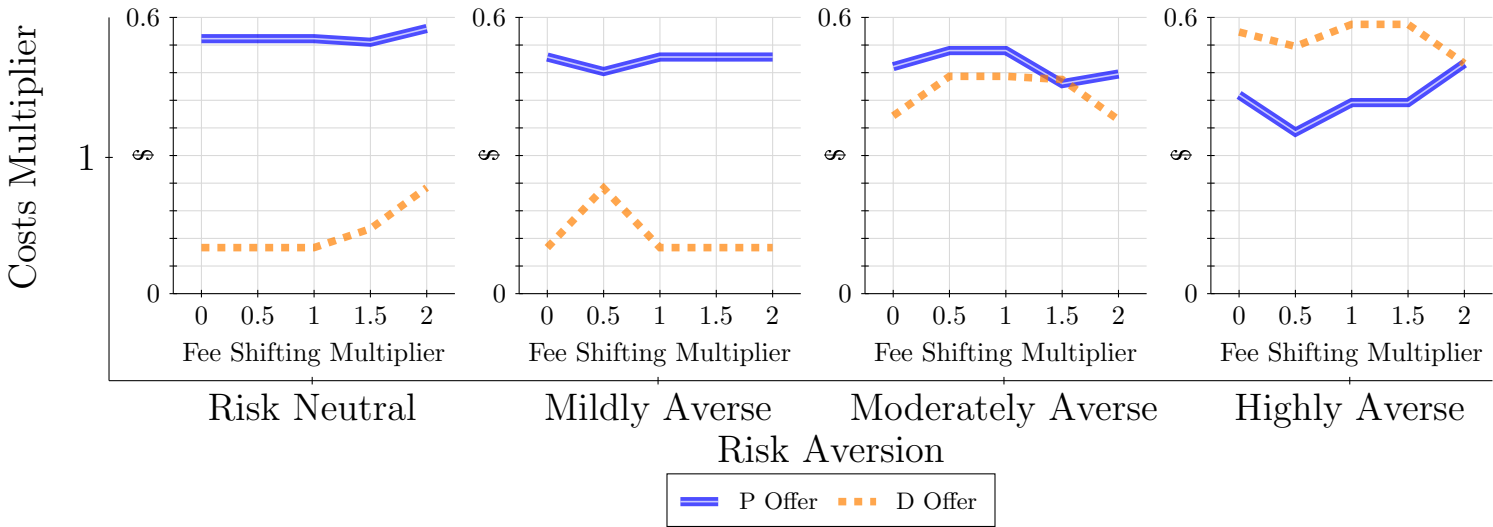 Costs Multiplier
1
0.6
$
0
0 0.5 1 1.5 2
Fee Shifting Multiplier
0.6
$
0
0 0.5 1 1.5 2
Fee Shifting Multiplier
0.6
$
0
0 0.5 1 1.5 2
Fee Shifting Multiplier
0.6
$
0
0 0.5 1 1.5 2
Fee Shifting Multiplier
Risk Neutral
Mildly Averse
Moderately Averse
Highly Averse
Risk Aversion
P Offer
D Offer